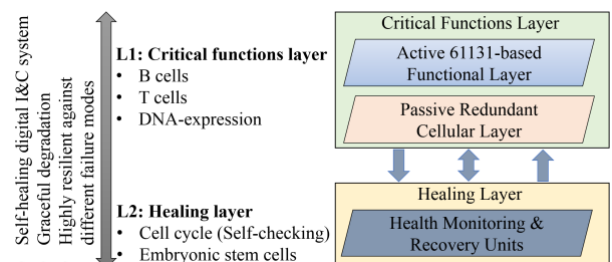 Self-healing digital I&C system
Graceful degradation
Highly resilient against
different failure modes
L1: Critical functions layer
• B cells
• T cells
• DNA-expression
L2: Healing layer
• Cell cycle (Self-checking)
• Embryonic stem cells
Critical Functions Layer
Active 61131-based
Functional Layer
Passive Redundant
Cellular Layer
Healing Layer
Health Monitoring &
Recovery Units